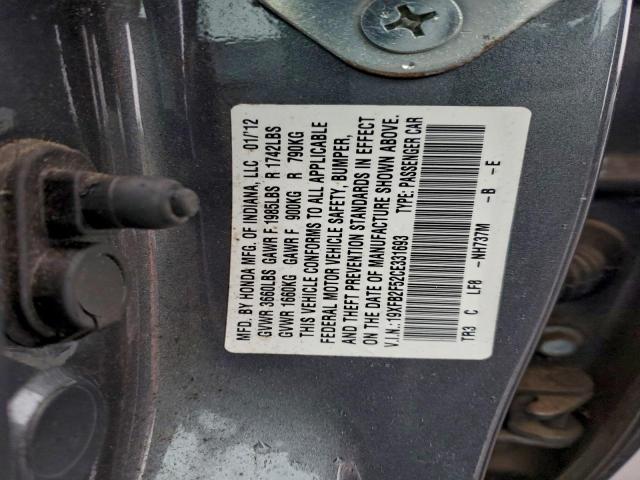 MFD. BY HONDA MFG. OF INDIANA, LLC 01/12
GVWR 3660LBS GAWR F 1985LBS R 1742LBS
GVWR 1660KG GAWR F 900KG R 790KG
THIS VEHICLE CONFORMS TO ALL APPLICABLE
FEDERAL MOTOR VEHICLE SAFETY, BUMPER,
AND THEFT PREVENTION STANDARDS IN EFFECT
ON THE DATE OF MANUFACTURE SHOWN ABOVE.
V.I.N.:19XFB2F52CE331693 TYPE: PASSENGER CAR
TR3 C LF8 -NH737M -B -E